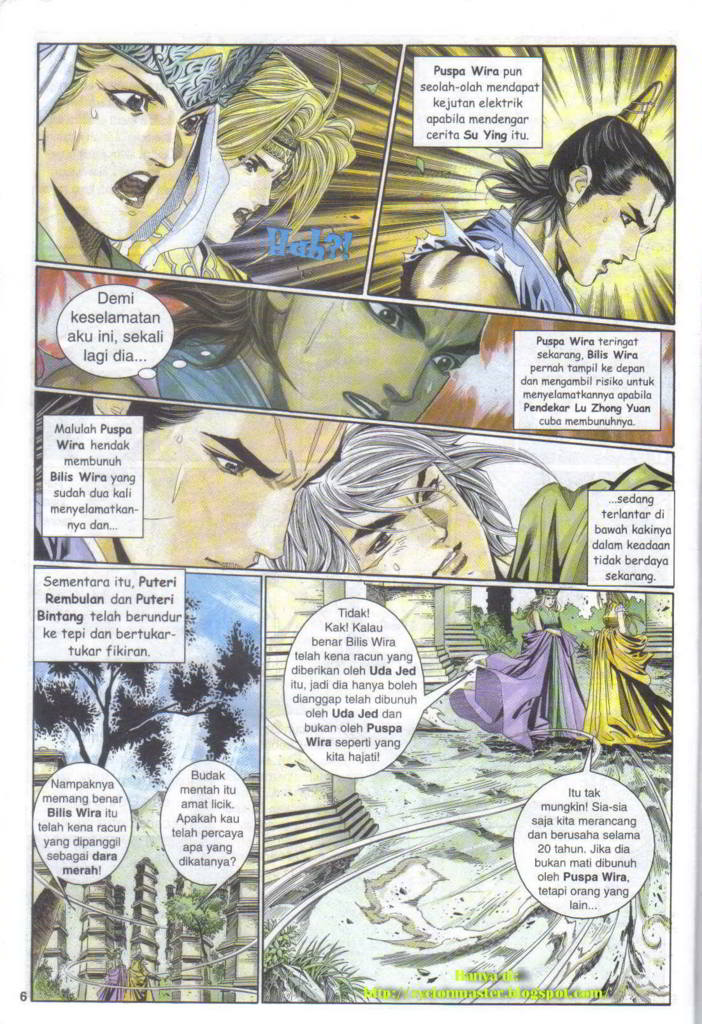 Huh?!
Puspa Wira pun
seolah-olah mendapat
kejutan elektrik
apabila mendengar
cerita Su Ying itu.
Demi
keselamatan
aku ini, sekali
lagi dia...
Puspa Wira teringat
sekarang, Bilis Wira
pernah tampil ke depan
dan mengambil risiko untuk
menyelamatkannya apabila
Pendekar Lu Zhong Yuan
cuba membunuhnya.
Malulah Puspa
Wira hendak
membunuh
Bilis Wira yang
sudah dua kali
menyelamatkan-
nya dan...
...sedang
terlantar di
bawah kakinya
dalam keadaan
tidak berdaya
sekarang.
Sementara itu, Puteri
Rembulan dan Puteri
Bintang telah berundur
ke tepi dan bertukar-
tukar fikiran.
Nampaknya
memang benar
Bilis Wira itu
telah kena racun
yang dipanggil
sebagai dara
merah!
Budak
mentah itu
amat licik.
Apakah kau
telah percaya
apa yang
dikatanya?
Tidak!
Kak! Kalau
benar Bilis Wira
telah kena racun yang
diberikan oleh Uda Jed
itu, jadi dia hanya boleh
dianggap telah dibunuh
oleh Uda Jed dan
bukan oleh Puspa
Wira seperti yang
kita hajati!
Itu tak
mungkin! Sia-sia
saja kita merancang
dan berusaha selama
20 tahun. Jika dia
bukan mati dibunuh
oleh Puspa Wira,
tetapi orang yang
lain...
6
Hanya di: